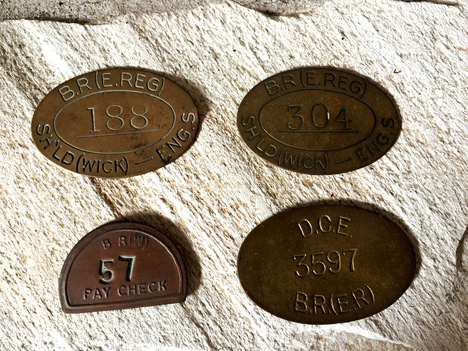 B.R.(E.REG)
188
SH'LD(WICK) — ENG.S
B.R(E.REG)
304
SH'LD(WICK) — ENG.S
B R(W)
57
PAY CHECK
D.C.E.
3597
B.R.(E.R)